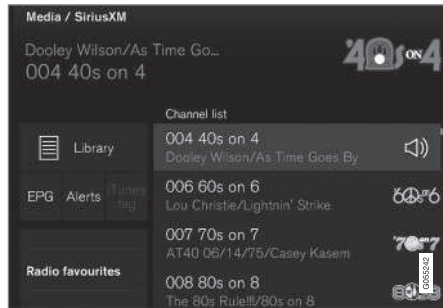 Media / SiriusXM
Dooley Wilson/As Time Go...
004 40s on 4
'40s ON 4
Channel list
Library
004 40s on 4
Dooley Wilson/As Time Goes By
EPG
Alerts
iTunes
tag
006 60s on 6
Lou Christie/Lightnin' Strike
60s on 6
007 70s on 7
AT40 06/14/75/Casey Kasem
'70s on 7
Radio favourites
008 80s on 8
The 80s Rule!!!/80s on 8
G055242